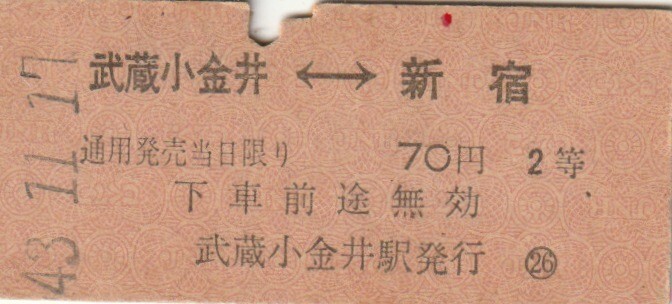 43.11.17
武蔵小金井 ←→ 新宿
通用発売当日限り 70円 2等
下車前途無効
武蔵小金井駅発行 ㉖